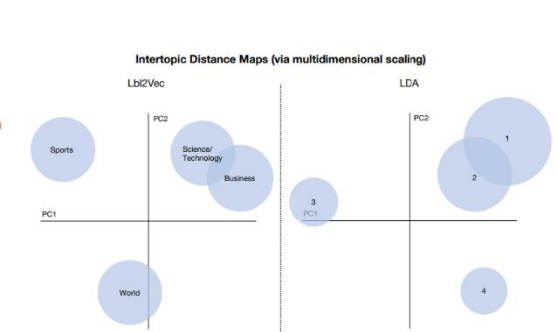 Intertopic Distance Maps (via multidimensional scaling)
Lbl2Vec
LDA
PC2
PC2
1
Sports
Science/
Technology
Business
2
3
PC1
PC1
World
4